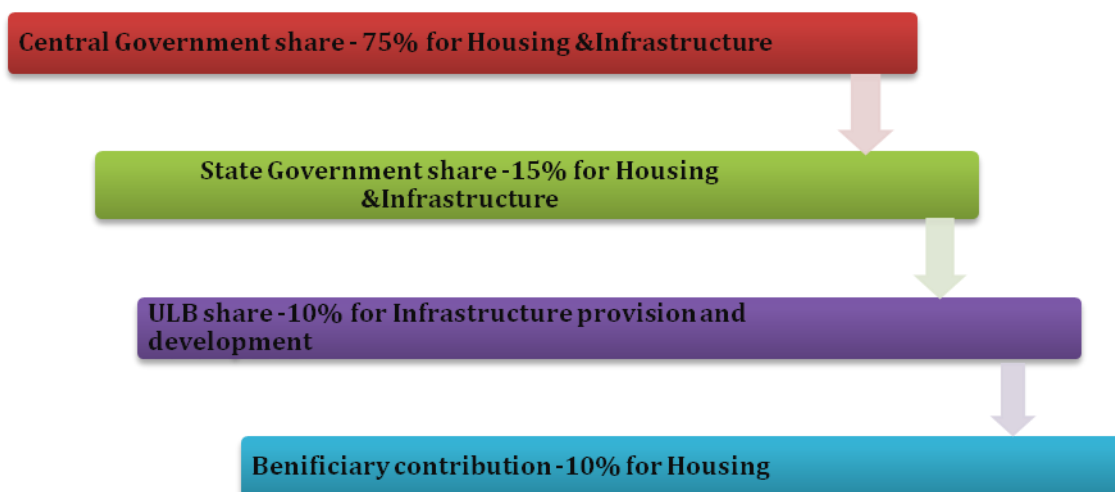 Central Government share - 75% for Housing &Infrastructure
State Government share -15% for Housing
&Infrastructure
ULB share -10% for Infrastructure provision and
development
Benificiary contribution -10% for Housing